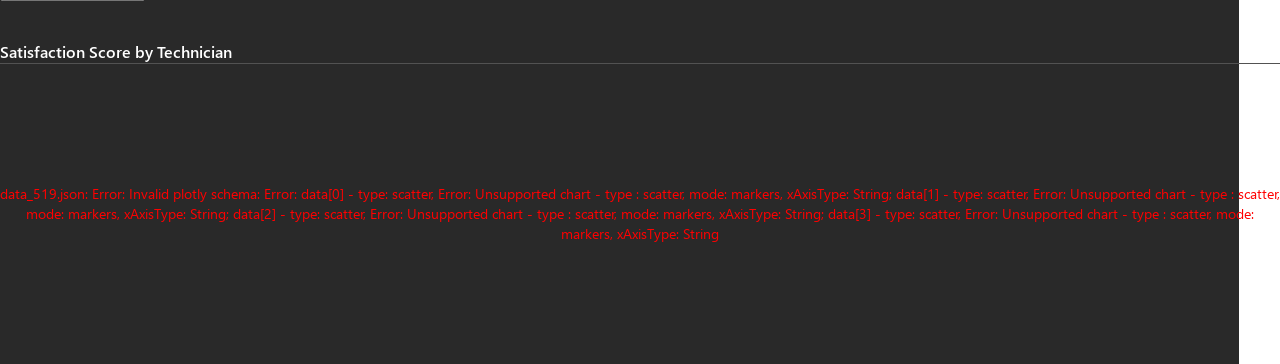 Satisfaction Score by Technician
data_519.json: Error: Invalid plotly schema: Error: data[0] - type: scatter, Error: Unsupported chart - type : scatter, mode: markers, xAxisType: String; data[1] - type: scatter, Error: Unsupported chart - type : scatter,
mode: markers, xAxisType: String; data[2] - type: scatter, Error: Unsupported chart - type : scatter, mode: markers, xAxisType: String; data[3] - type: scatter, Error: Unsupported chart - type : scatter, mode:
markers, xAxisType: String